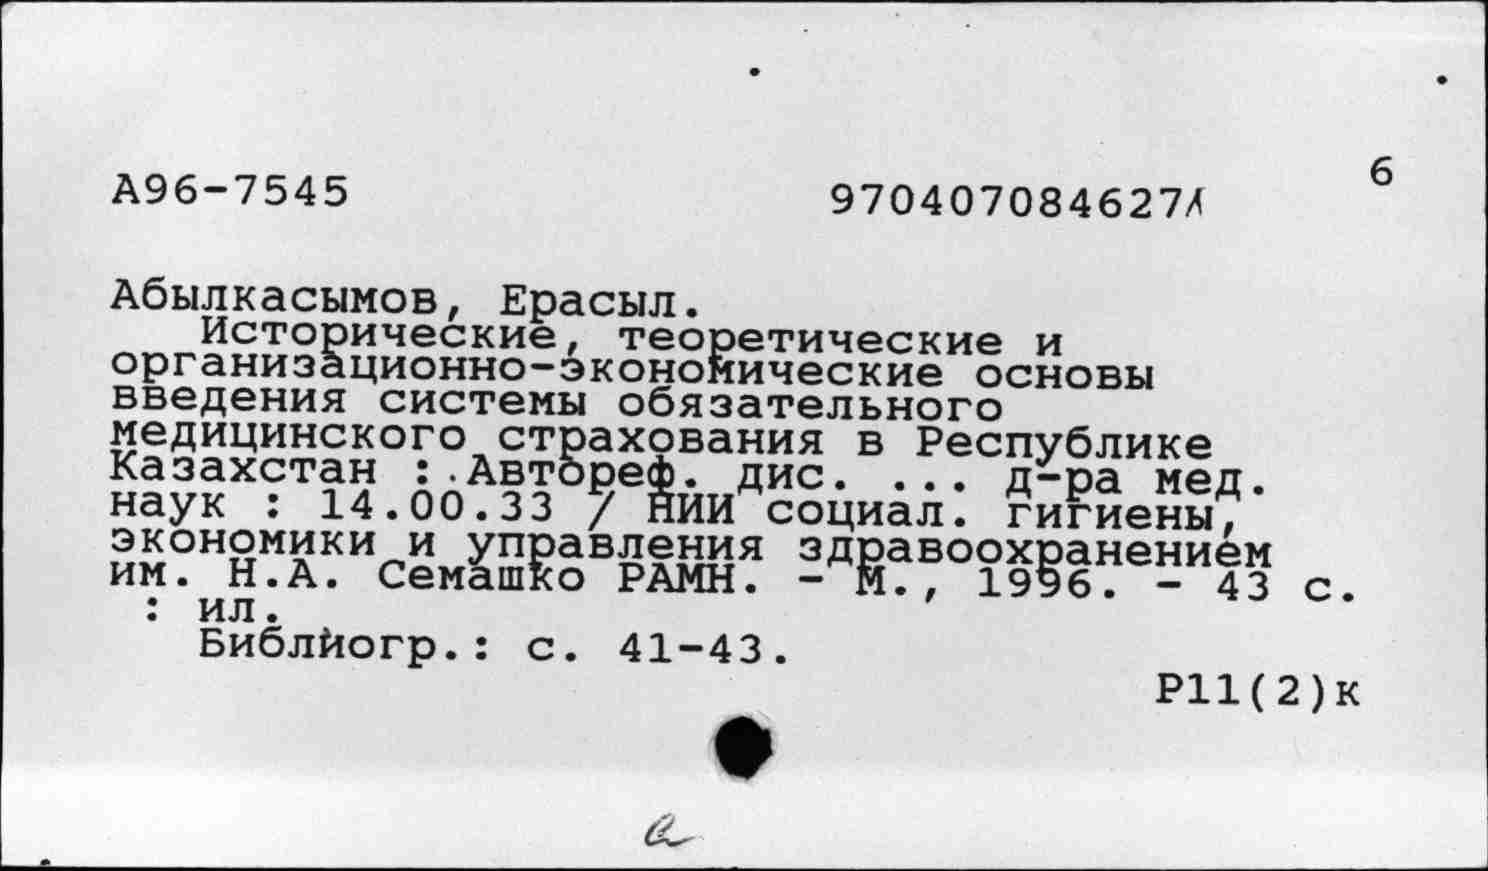 6
А96-7545 970407084627Л
Абылкасымов, Ерасыл.
Исторические, теоретические и
организационно-экономические основы
введения системы обязательного
медицинского страхования в Республике
Казахстан : Автореф. дис. ... д-ра мед.
наук : 14.00.33 / НИИ социал. гигиены,
экономики и управления здравоохранением
им. Н.А. Семашко РАМН. - М., 1996. - 43 с.
: ил.
Библиогр.: с. 41-43.
Р11(2)к